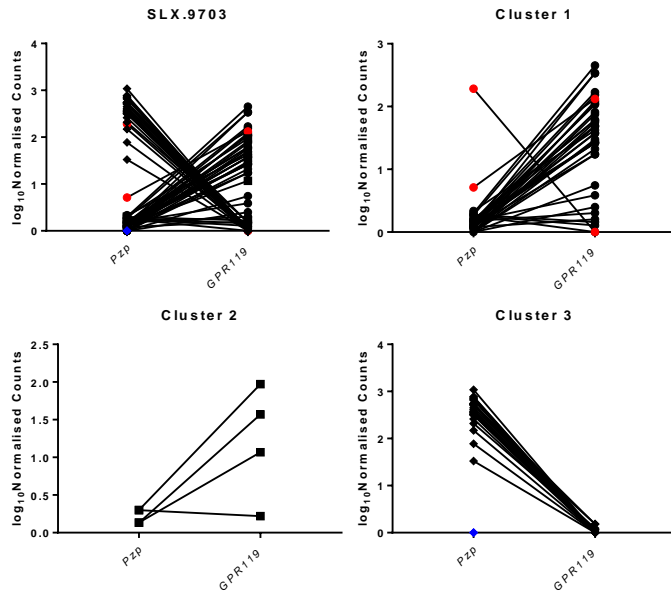 SLX.9703
log10Normalised Counts
4
3
2
1
0
Pzp
GPR119
Cluster 1
log10Normalised Counts
3
2
1
0
Pzp
GPR119
Cluster 2
log10Normalised Counts
2.5
2.0
1.5
1.0
0.5
0.0
Pzp
GPR119
Cluster 3
log10Normalised Counts
4
3
2
1
0
Pzp
GPR119